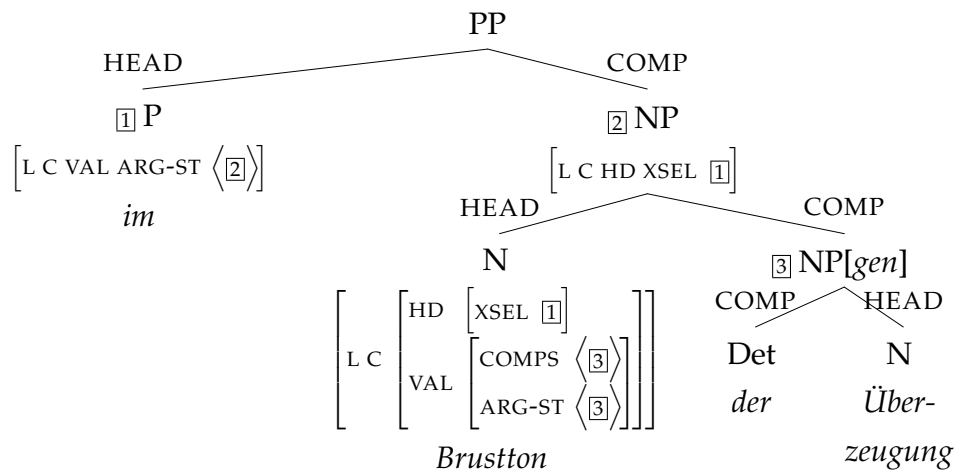 PP
HEAD COMP
1 P 2 NP
[L C VAL ARG-ST ⟨2⟩] [L C HD XSEL 1]
im HEAD COMP
N 3 NP[gen]
COMP HEAD
[L C [HD [XSEL 1] VAL [COMPS ⟨3⟩ ARG-ST ⟨3⟩]]]
Det N
der Über-
Brustton zeugung